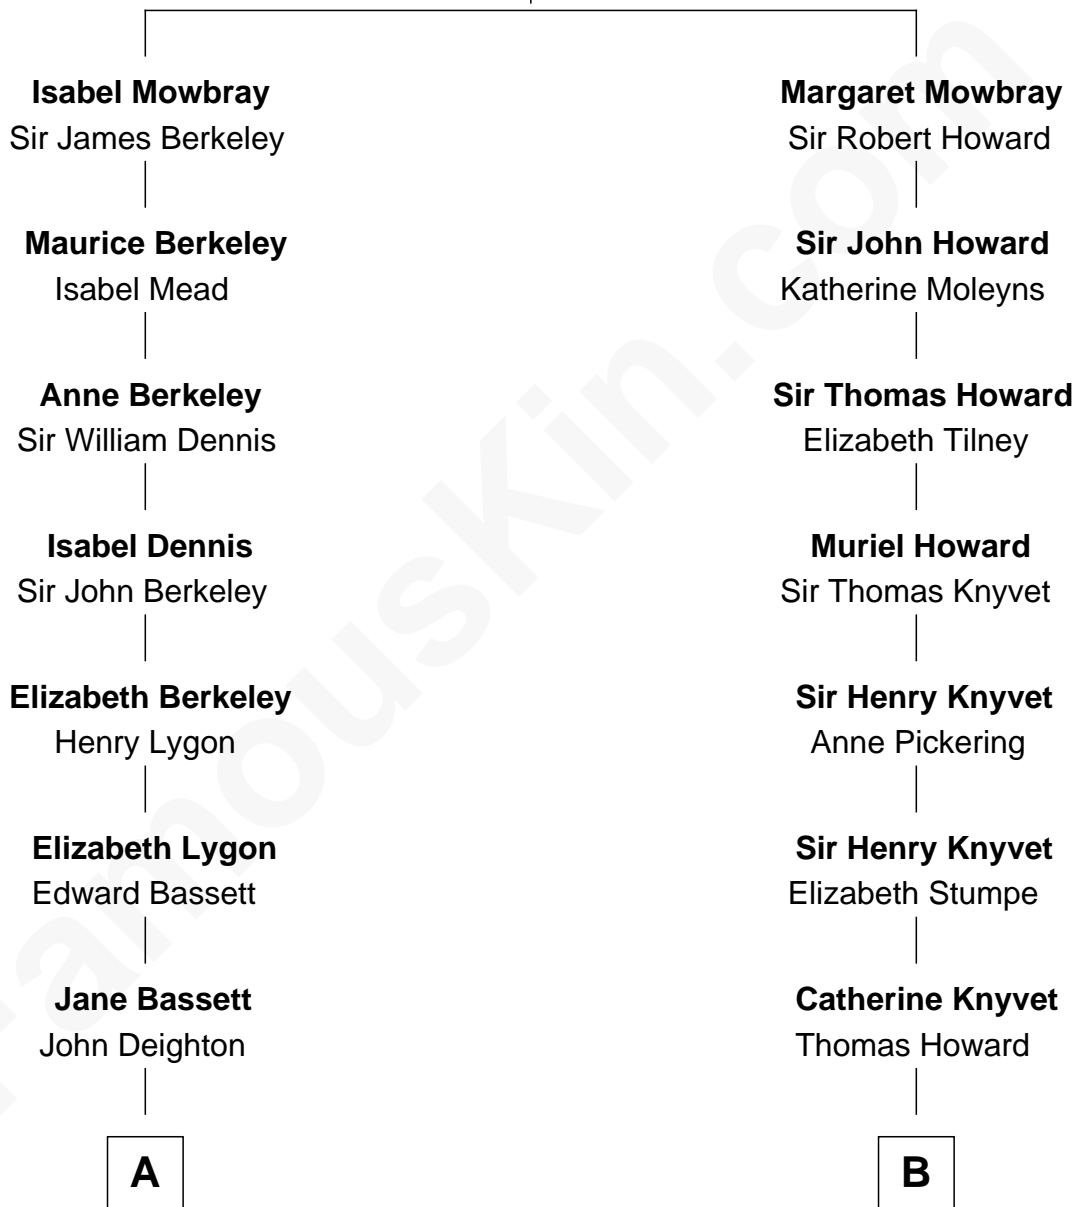 Isabel Mowbray
Sir James Berkeley
Maurice Berkeley
Isabel Mead
Anne Berkeley
Sir William Dennis
Isabel Dennis
Sir John Berkeley
Elizabeth Berkeley
Henry Lygon
Elizabeth Lygon
Edward Bassett
Jane Bassett
John Deighton
A
Margaret Mowbray
Sir Robert Howard
Sir John Howard
Katherine Moleyns
Sir Thomas Howard
Elizabeth Tilney
Muriel Howard
Sir Thomas Knyvet
Sir Henry Knyvet
Anne Pickering
Sir Henry Knyvet
Elizabeth Stumpe
Catherine Knyvet
Thomas Howard
B
FamousKin.com